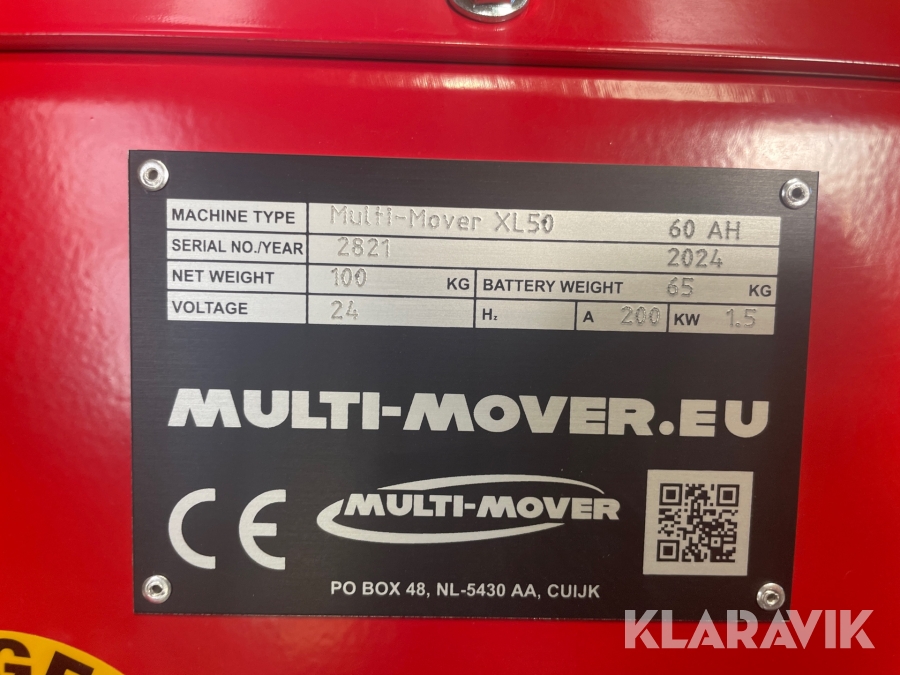 MACHINE TYPE Multi-Mover XL50 60 AH
SERIAL NO./YEAR 2821 2024
NET WEIGHT 100 KG BATTERY WEIGHT 65 KG
VOLTAGE 24 Hz A 200 KW 1.5
MULTI-MOVER.EU
CE MULTI-MOVER
PO BOX 48, NL-5430 AA, CUIJK
KLARAVIK